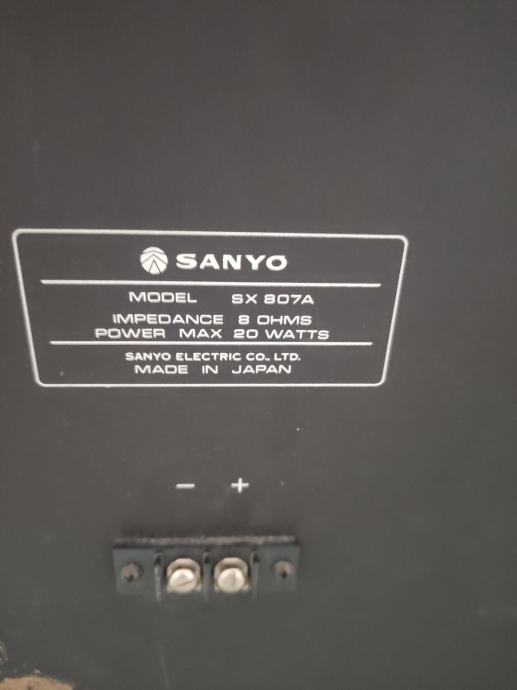 SANYO
MODEL SX 807A
IMPEDANCE 8 OHMS
POWER MAX 20 WATTS
SANYO ELECTRIC CO., LTD.
MADE IN JAPAN
− +